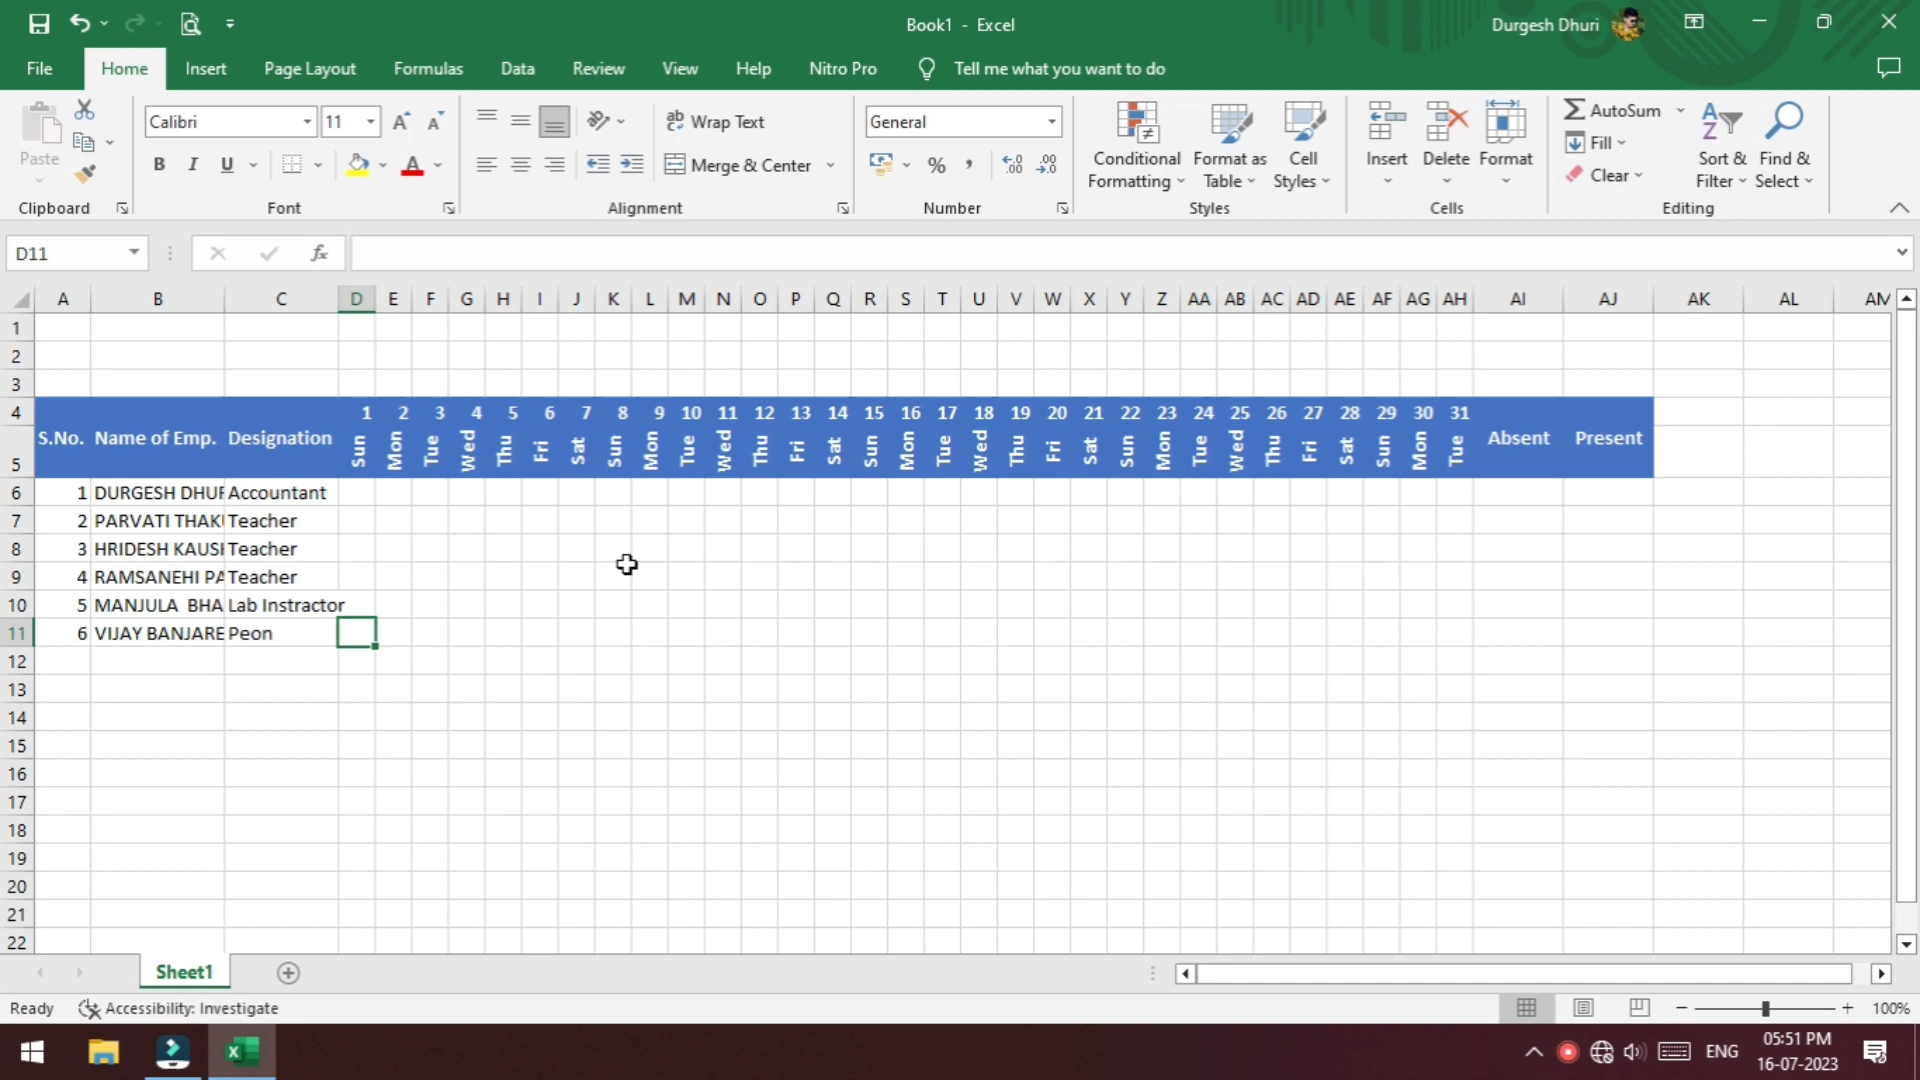 Book1 - Excel
Durgesh Dhuri
File Home Insert Page Layout Formulas Data Review View Help Nitro Pro Tell me what you want to do
Paste
Calibri 11
B I U
ab Wrap Text
Merge & Center
General
% ,
Conditional Formatting
Format as Table
Cell Styles
Insert Delete Format
AutoSum
Fill
Clear
Sort & Filter
Find & Select
Clipboard Font Alignment Number Styles Cells Editing
D11 fx
A B C D E F G H I J K L M N O P Q R S T U V W X Y Z AA AB AC AD AE AF AG AH AI AJ AK AL AM
1
2
3
4 1 2 3 4 5 6 7 8 9 10 11 12 13 14 15 16 17 18 19 20 21 22 23 24 25 26 27 28 29 30 31
S.No. Name of Emp. Designation Absent Present
5 Sun Mon Tue Wed Thu Fri Sat Sun Mon Tue Wed Thu Fri Sat Sun Mon Tue Wed Thu Fri Sat Sun Mon Tue Wed Thu Fri Sat Sun Mon Tue
6 1 DURGESH DHUR Accountant
7 2 PARVATI THAKU Teacher
8 3 HRIDESH KAUSH Teacher
9 4 RAMSANEHI PA Teacher
10 5 MANJULA BHA Lab Instractor
11 6 VIJAY BANJARE Peon
12
13
14
15
16
17
18
19
20
21
22
Sheet1
Ready Accessibility: Investigate 100%
ENG 05:51 PM
16-07-2023